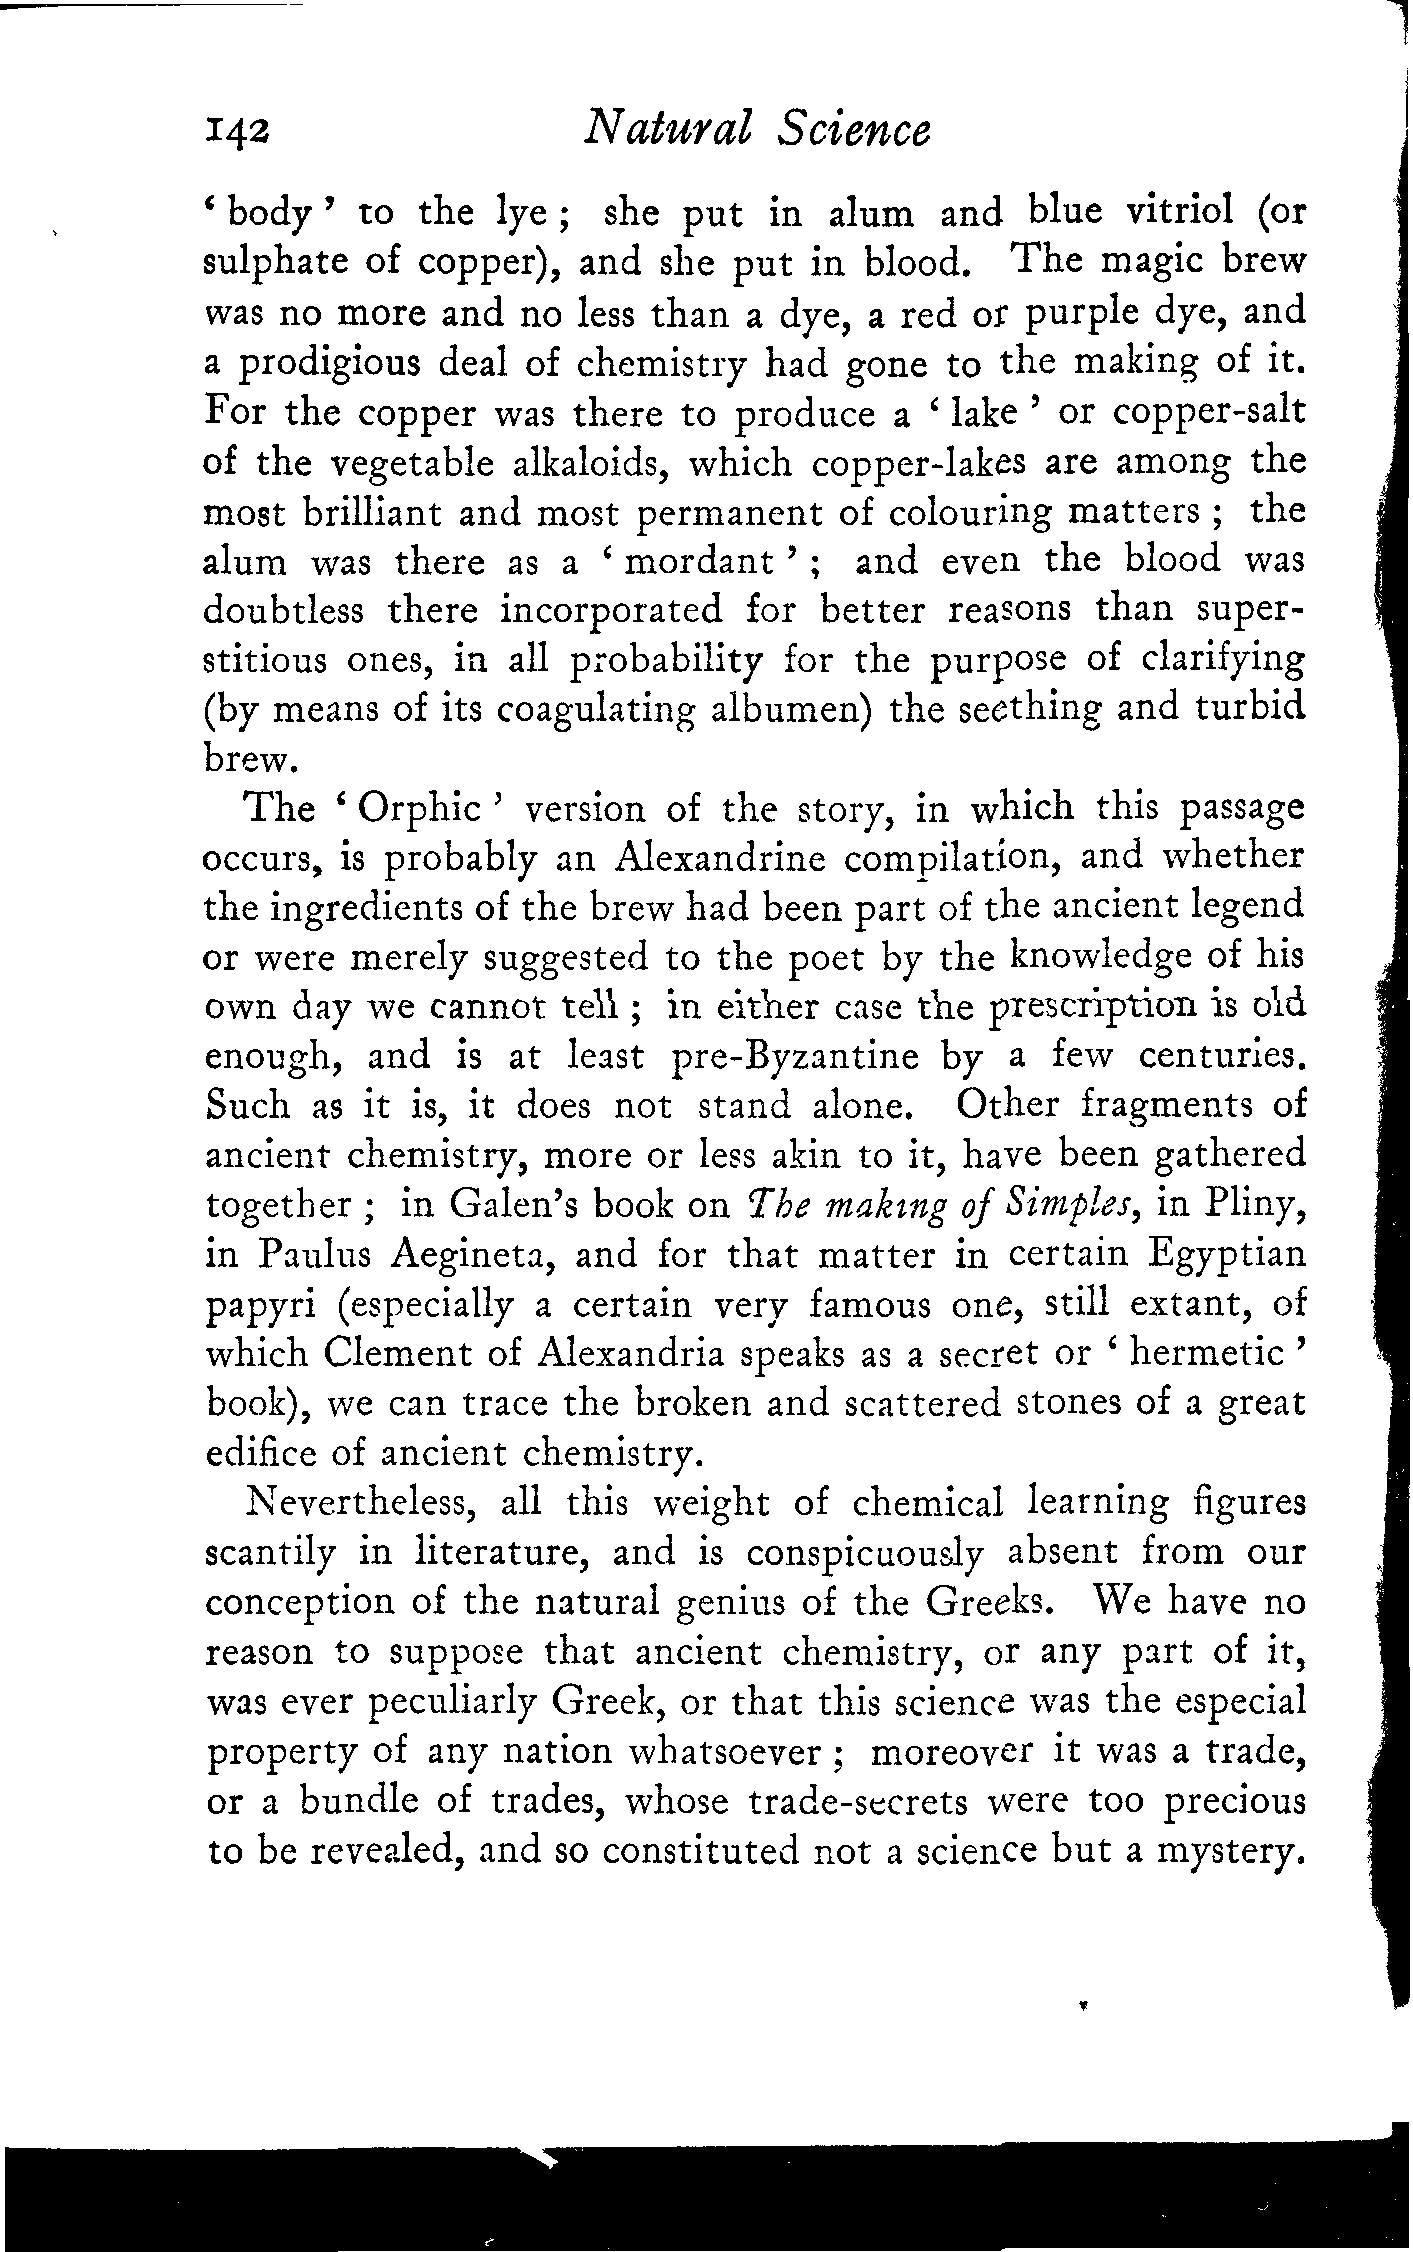 142 Natural Science
‘ body ’ to the lye ; she put in alum and blue vitriol (or
sulphate of copper), and she put in blood. The magic brew
was no more and no less than a dye, a red or purple dye, and
a prodigious deal of chemistry had gone to the making of it.
For the copper was there to produce a ‘ lake ’ or copper-salt
of the vegetable alkaloids, which copper-lakes are among the
most brilliant and most permanent of colouring matters ; the
alum was there as a ‘ mordant ’ ; and even the blood was
doubtless there incorporated for better reasons than super-
stitious ones, in all probability for the purpose of clarifying
(by means of its coagulating albumen) the seething and turbid
brew.
The ‘ Orphic ’ version of the story, in which this passage
occurs, is probably an Alexandrine compilation, and whether
the ingredients of the brew had been part of the ancient legend
or were merely suggested to the poet by the knowledge of his
own day we cannot tell ; in either case the prescription is old
enough, and is at least pre-Byzantine by a few centuries.
Such as it is, it does not stand alone. Other fragments of
ancient chemistry, more or less akin to it, have been gathered
together ; in Galen’s book on The making of Simples, in Pliny,
in Paulus Aegineta, and for that matter in certain Egyptian
papyri (especially a certain very famous one, still extant, of
which Clement of Alexandria speaks as a secret or ‘ hermetic ’
book), we can trace the broken and scattered stones of a great
edifice of ancient chemistry.
Nevertheless, all this weight of chemical learning figures
scantily in literature, and is conspicuously absent from our
conception of the natural genius of the Greeks. We have no
reason to suppose that ancient chemistry, or any part of it,
was ever peculiarly Greek, or that this science was the especial
property of any nation whatsoever ; moreover it was a trade,
or a bundle of trades, whose trade-secrets were too precious
to be revealed, and so constituted not a science but a mystery.